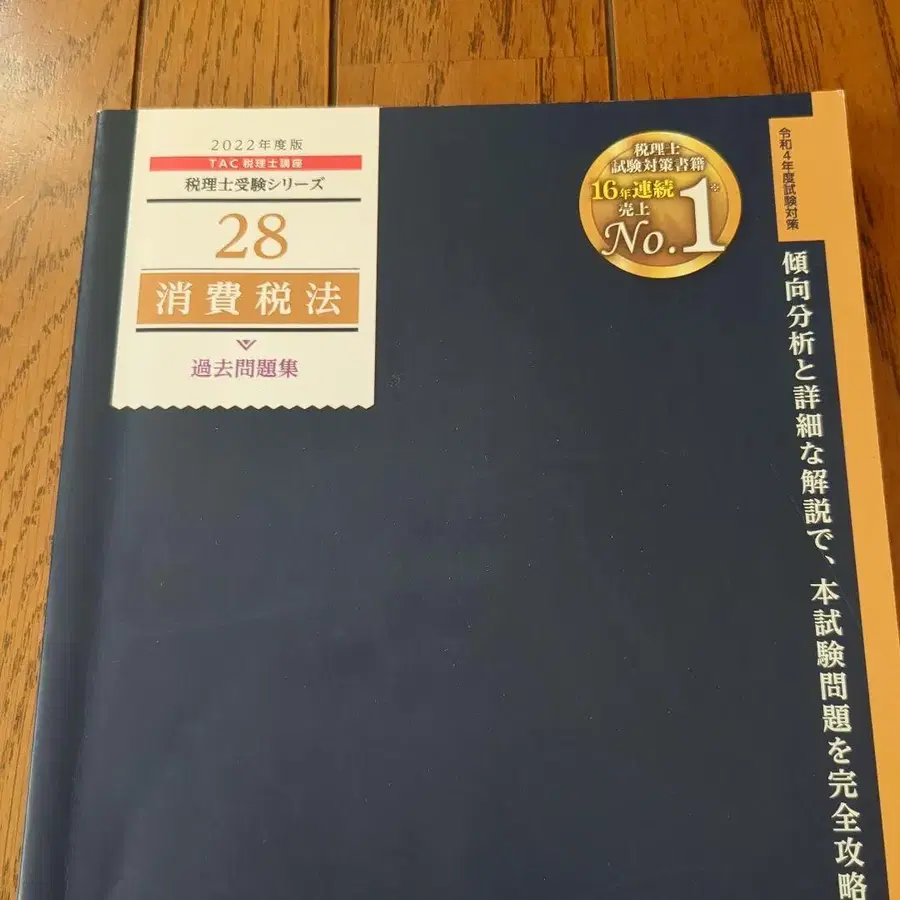 2022年度版
TAC税理士講座
税理士受験シリーズ
28
消費税法
過去問題集
税理士
試験対策書籍
16年連続
売上
No.1※
令和4年度試験対策
傾向分析と詳細な解説で、本試験問題を完全攻略